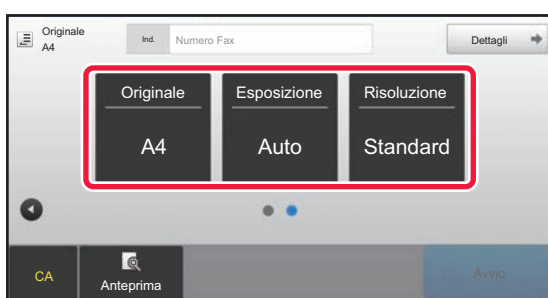 Originale
A4
Ind.
Numero Fax
Dettagli
Originale
A4
Esposizione
Auto
Risoluzione
Standard
CA
Anteprima
Avvio